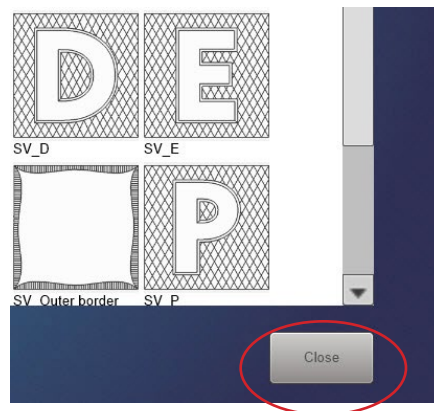 D E
SV_D SV_E
P
SV_Outer border SV_P
Close